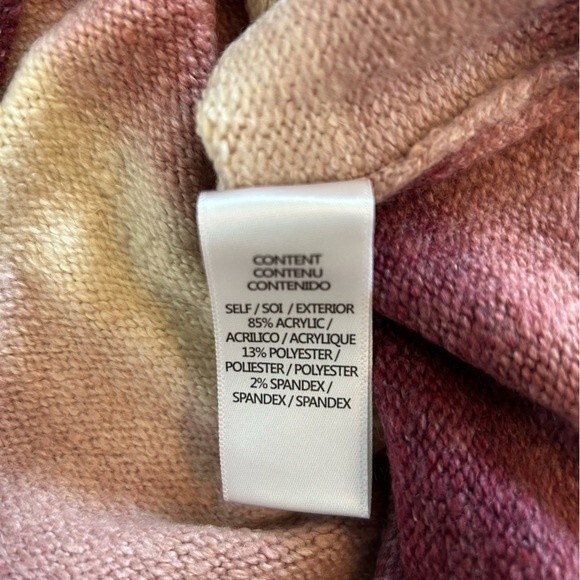 CONTENT
CONTENU
CONTENIDO
SELF / SOI / EXTERIOR
85% ACRYLIC /
ACRILICO / ACRYLIQUE
13% POLYESTER /
POLIESTER / POLYESTER
2% SPANDEX /
SPANDEX / SPANDEX